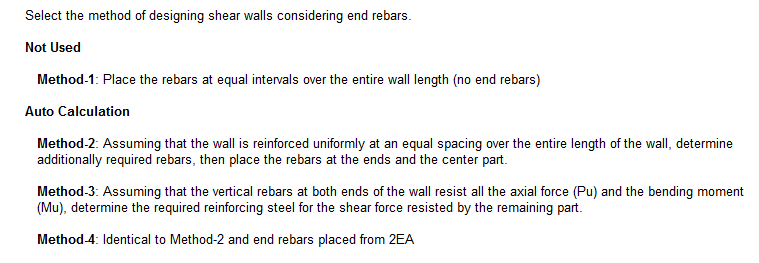 Select the method of designing shear walls considering end rebars.
Not Used
Method-1: Place the rebars at equal intervals over the entire wall length (no end rebars)
Auto Calculation
Method-2: Assuming that the wall is reinforced uniformly at an equal spacing over the entire length of the wall, determine
additionally required rebars, then place the rebars at the ends and the center part.
Method-3: Assuming that the vertical rebars at both ends of the wall resist all the axial force (Pu) and the bending moment
(Mu), determine the required reinforcing steel for the shear force resisted by the remaining part.
Method-4: Identical to Method-2 and end rebars placed from 2EA